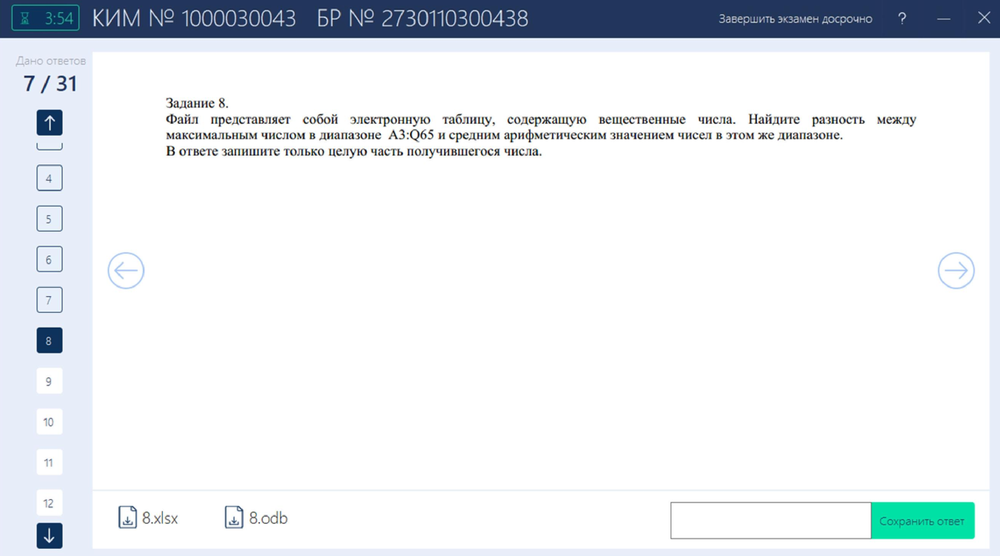 3:54 КИМ № 1000030043 БР № 2730110300438 Завершить экзамен досрочно ?
Дано ответов
7 / 31
4
5
6
7
8
9
10
11
12
Задание 8.
Файл представляет собой электронную таблицу, содержащую вещественные числа. Найдите разность между
максимальным числом в диапазоне A3:Q65 и средним арифметическим значением чисел в этом же диапазоне.
В ответе запишите только целую часть получившегося числа.
8.xlsx 8.odb Сохранить ответ